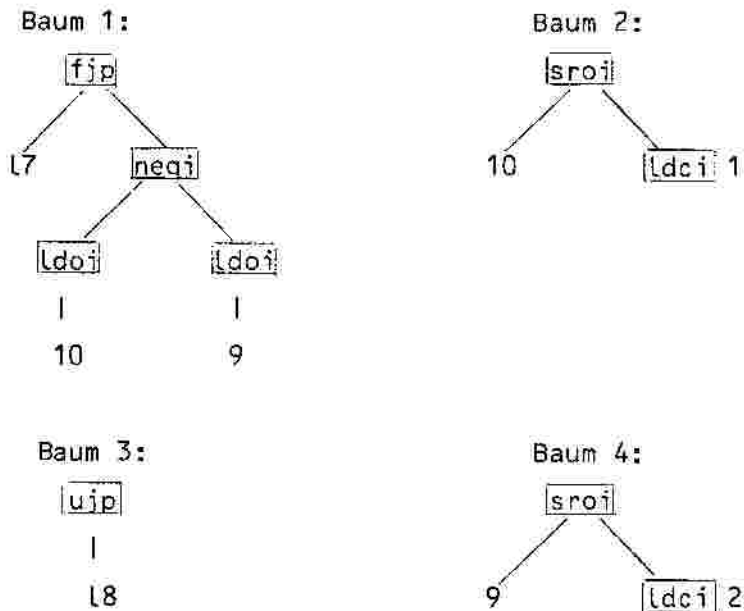 Baum 1: Baum 2:
fjp sroi
l7 neqi 10 ldci 1
ldoi ldoi
10 9
Baum 3: Baum 4:
ujp sroi
l8 9 ldci 2